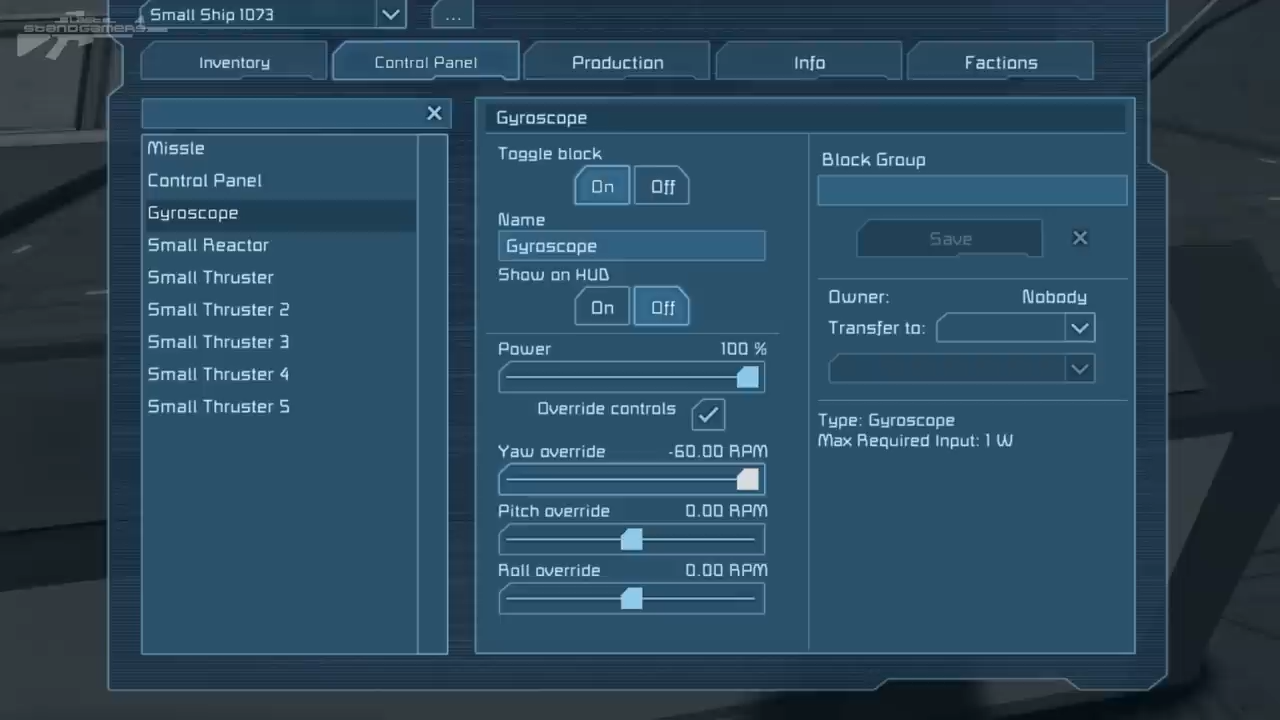 Small Ship 1073
...
standgamers
Inventory
Control Panel
Production
Info
Factions
Missle
Control Panel
Gyroscope
Small Reactor
Small Thruster
Small Thruster 2
Small Thruster 3
Small Thruster 4
Small Thruster 5
Gyroscope
Toggle block
On Off
Name
Gyroscope
Show on HUD
On Off
Power 100 %
Override controls
Yaw override -60.00 RPM
Pitch override 0.00 RPM
Roll override 0.00 RPM
Block Group
Save
Owner: Nobody
Transfer to:
Type: Gyroscope
Max Required Input: 1 W